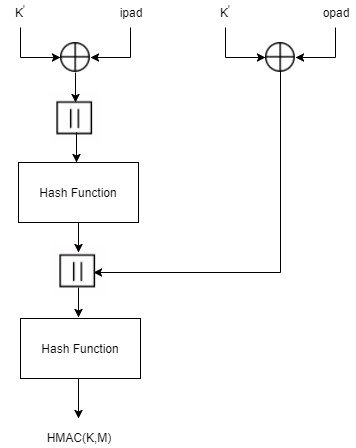 K' ipad K' opad
||
Hash Function
||
Hash Function
HMAC(K,M)